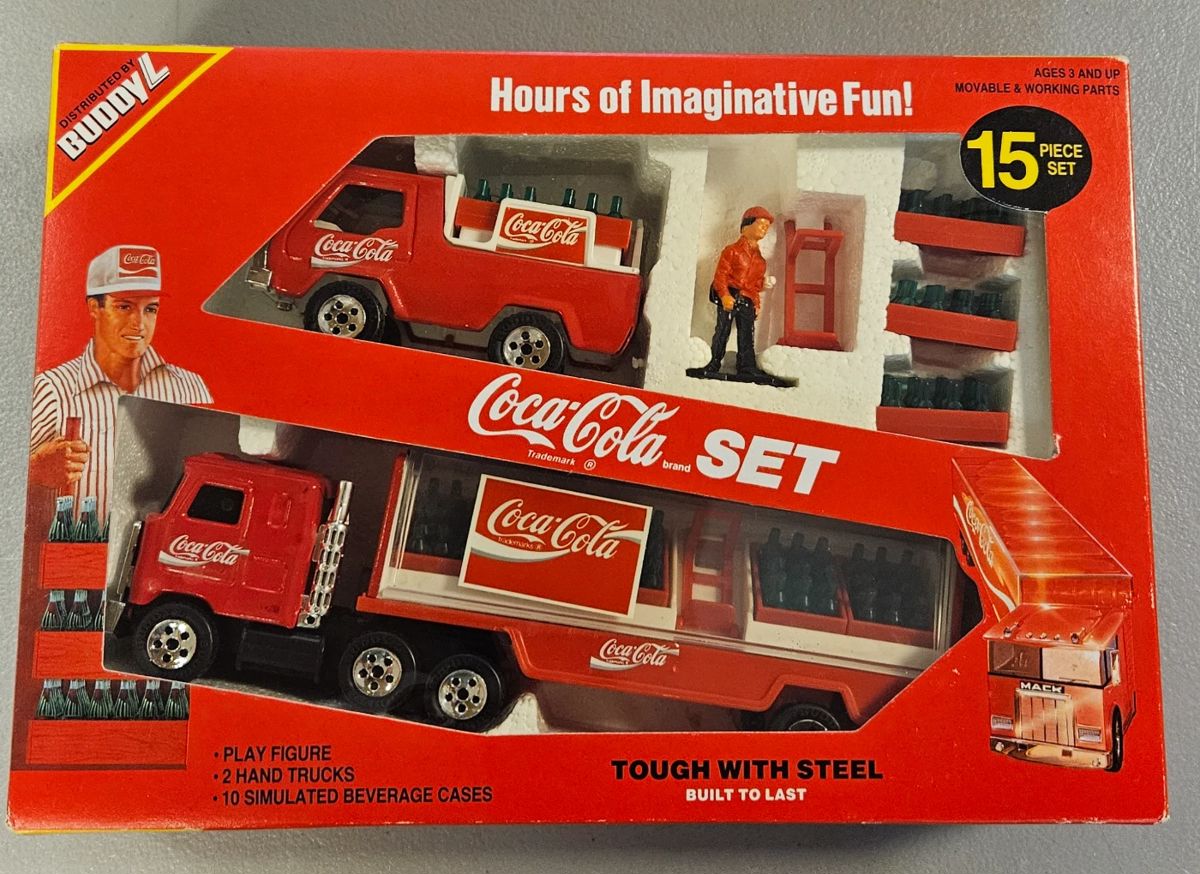 DISTRIBUTED BY
BUDDY L
Hours of Imaginative Fun!
AGES 3 AND UP
MOVABLE & WORKING PARTS
15 PIECE
SET
Coca-Cola
Coca-Cola
Coca-Cola
Coca-Cola SET
Trademark ® brand
Coca-Cola
Coca-Cola
Trademarks ®
Coca-Cola
Coca-Cola
MACK
• PLAY FIGURE
• 2 HAND TRUCKS
• 10 SIMULATED BEVERAGE CASES
TOUGH WITH STEEL
BUILT TO LAST